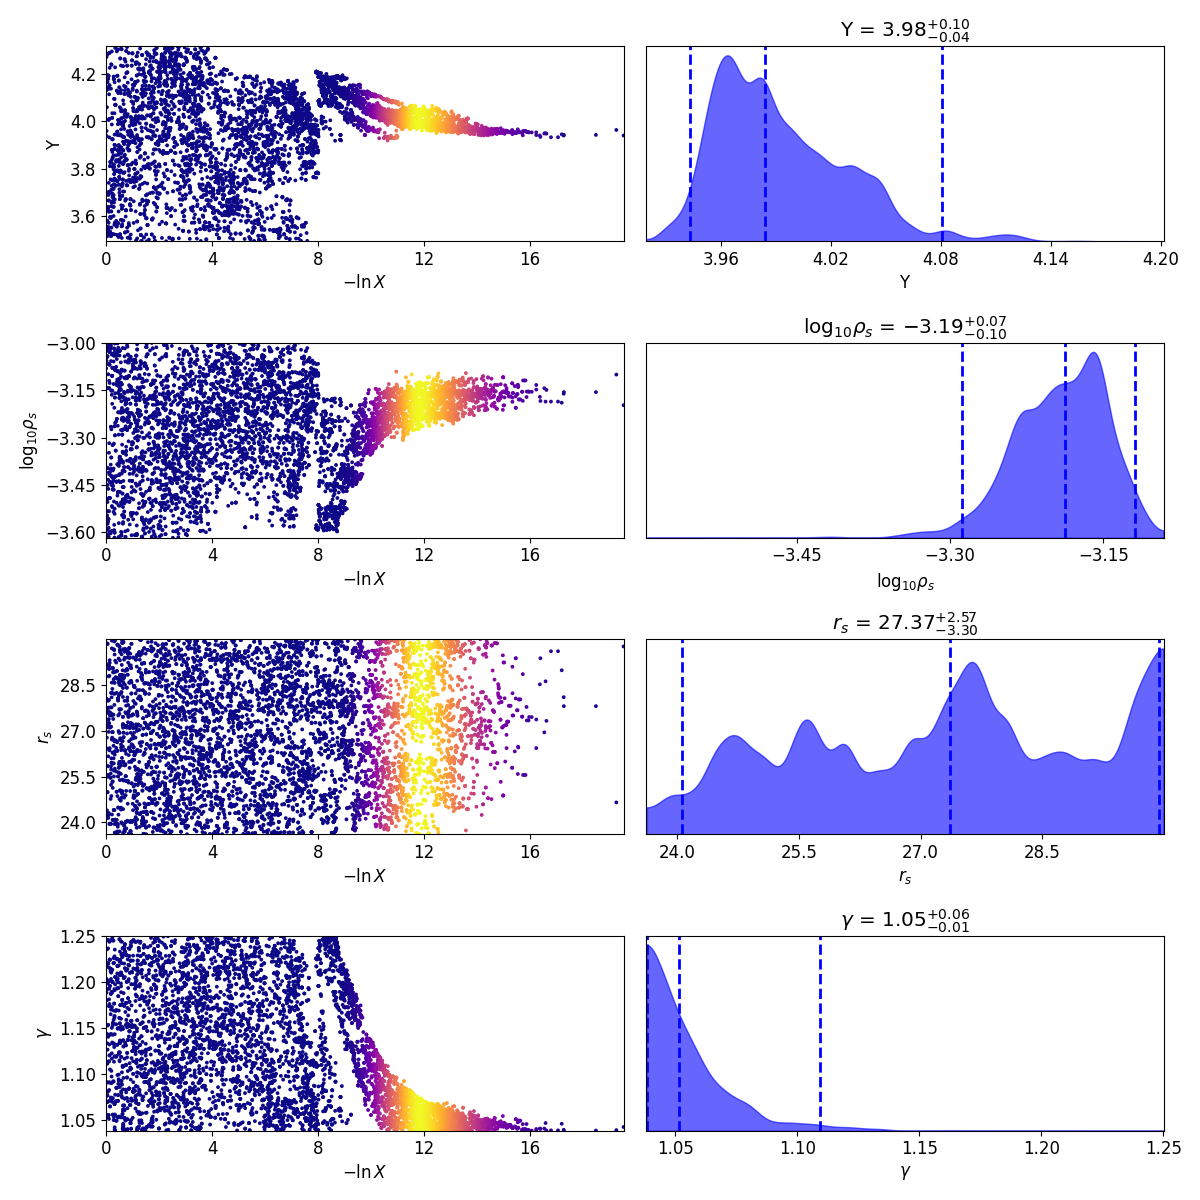 4.2
4.0
3.8
3.6
Y
0 4 8 12 16
−ln X
Y = 3.98+0.10−0.04
3.96 4.02 4.08 4.14 4.20
Y
−3.00
−3.15
−3.30
−3.45
−3.60
log10ρs
0 4 8 12 16
−ln X
log10ρs = −3.19+0.07−0.10
−3.45 −3.30 −3.15
log10ρs
28.5
27.0
25.5
24.0
rs
0 4 8 12 16
−ln X
rs = 27.37+2.57−3.30
24.0 25.5 27.0 28.5
rs
1.25
1.20
1.15
1.10
1.05
γ
0 4 8 12 16
−ln X
γ = 1.05+0.06−0.01
1.05 1.10 1.15 1.20 1.25
γ